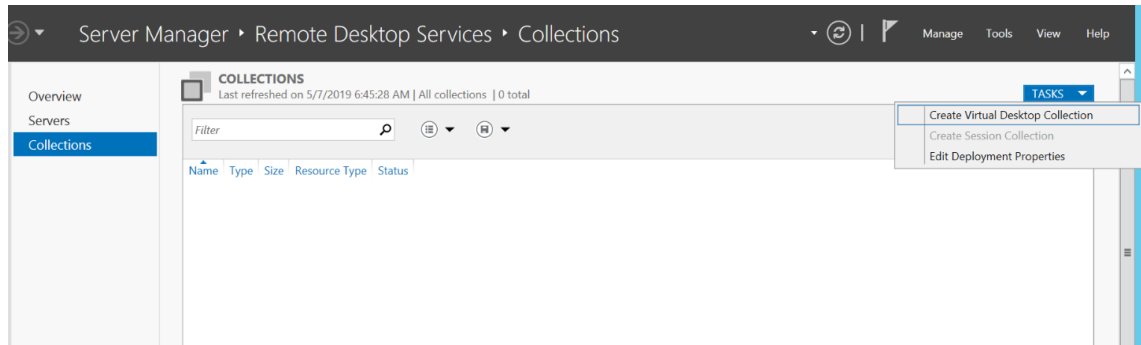 Server Manager ‣ Remote Desktop Services ‣ Collections
Manage Tools View Help
Overview
Servers
Collections
COLLECTIONS
Last refreshed on 5/7/2019 6:45:28 AM | All collections | 0 total
TASKS
Create Virtual Desktop Collection
Create Session Collection
Edit Deployment Properties
Filter
Name Type Size Resource Type Status